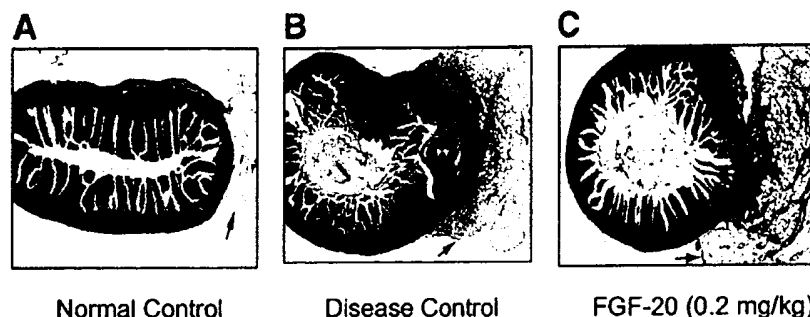 A
B
C
Normal Control
Disease Control
FGF-20 (0.2 mg/kg)